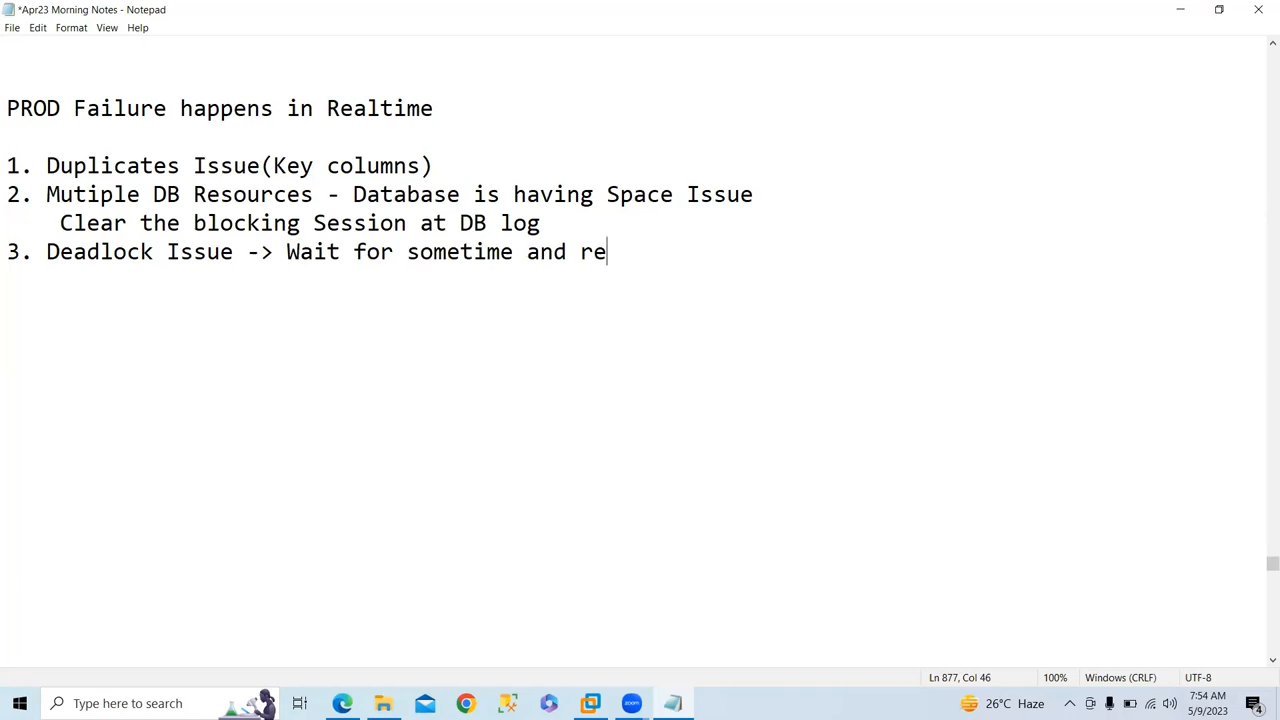 *Apr23 Morning Notes - Notepad
File Edit Format View Help
PROD Failure happens in Realtime
1. Duplicates Issue(Key columns)
2. Mutiple DB Resources - Database is having Space Issue
Clear the blocking Session at DB log
3. Deadlock Issue -> Wait for sometime and re
Ln 877, Col 46 100% Windows (CRLF) UTF-8
Type here to search
zoom
26°C Haze
7:54 AM
5/9/2023
4